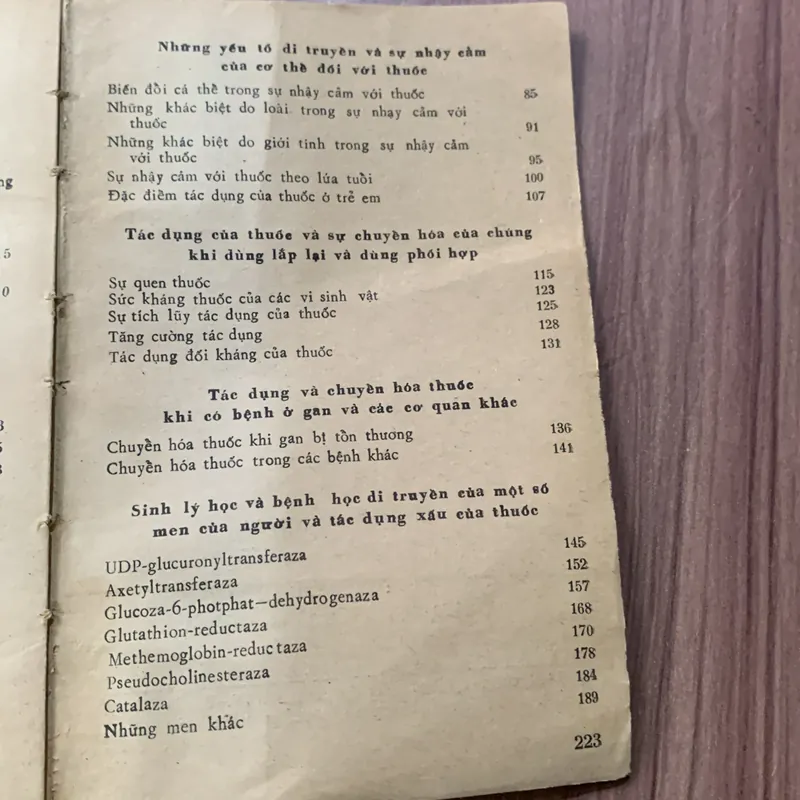 Những yếu tố di truyền và sự nhậy cảm
của cơ thể đối với thuốc
Biến đổi cá thể trong sự nhậy cảm với thuốc 85
Những khác biệt do loài trong sự nhạy cảm với
thuốc 91
Những khác biệt do giới tính trong sự nhậy cảm
với thuốc 95
Sự nhậy cảm với thuốc theo lứa tuổi 100
Đặc điểm tác dụng của thuốc ở trẻ em 107
Tác dụng của thuốc và sự chuyển hóa của chúng
khi dùng lắp lại và dùng phối hợp
Sự quen thuốc 115
Sức kháng thuốc của các vi sinh vật 123
Sự tích lũy tác dụng của thuốc 125
Tăng cường tác dụng 128
Tác dụng đối kháng của thuốc 131
Tác dụng và chuyển hóa thuốc
khi có bệnh ở gan và các cơ quan khác
Chuyển hóa thuốc khi gan bị tổn thương 136
Chuyển hóa thuốc trong các bệnh khác 141
Sinh lý học và bệnh học di truyền của một số
men của người và tác dụng xấu của thuốc
UDP-glucuronyltransferaza 145
Axetyltransferaza 152
Glucoza-6-photphat—dehydrogenaza 157
Glutathion-reductaza 168
Methemoglobin-reductaza 170
Pseudocholinesteraza 178
Catalaza 184
Những men khác 189
223
ng
5
0